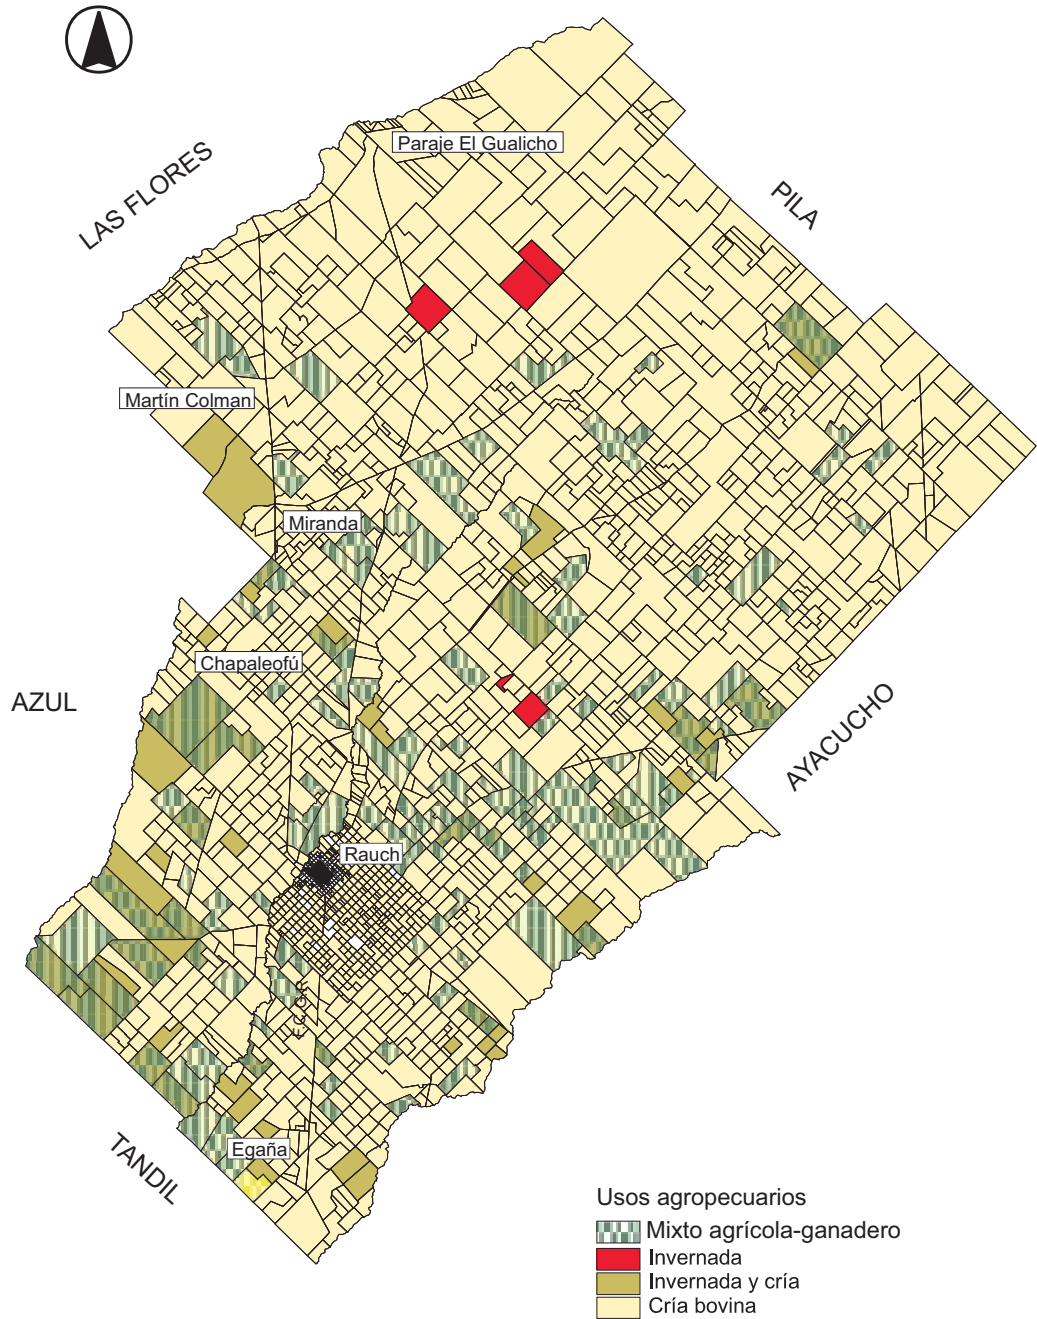 Paraje El Gualicho
LAS FLORES
PILA
Martín Colman
Miranda
Chapaleofú
AZUL
AYACUCHO
Rauch
F.C.G.R.
Egaña
TANDIL
Usos agropecuarios
Mixto agrícola-ganadero
Invernada
Invernada y cría
Cría bovina